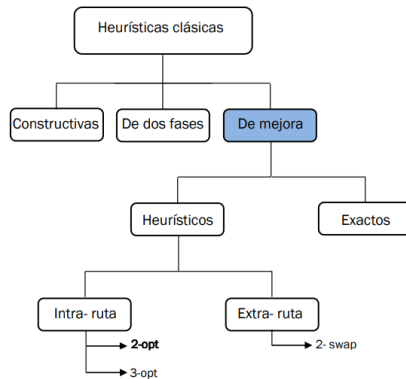 Heurísticas clásicas
Constructivas
De dos fases
De mejora
Heurísticos
Exactos
Intra- ruta
Extra- ruta
2-opt
2- swap
3-opt